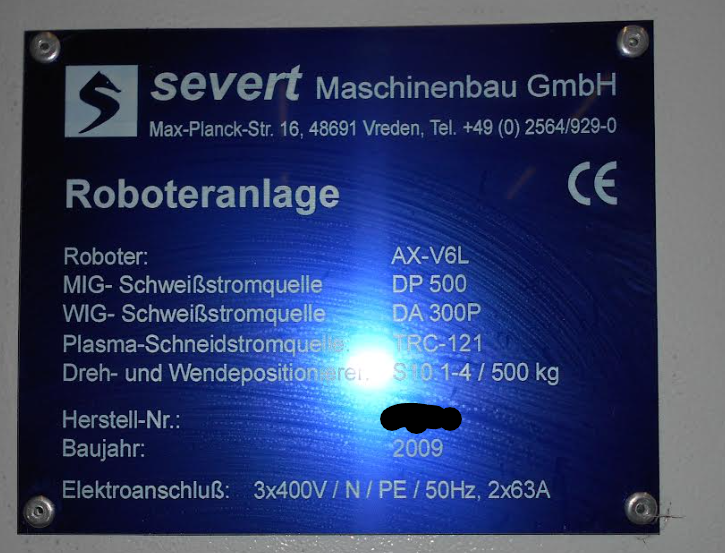 severt Maschinenbau GmbH
Max-Planck-Str. 16, 48691 Vreden, Tel. +49 (0) 2564/929-0
CE
Roboteranlage
Roboter: AX-V6L
MIG- Schweißstromquelle DP 500
WIG- Schweißstromquelle DA 300P
Plasma-Schneidstromquelle: TRC-121
Dreh- und Wendepositionierer: S10.1-4 / 500 kg
Herstell-Nr.:
Baujahr: 2009
Elektroanschluß: 3x400V / N / PE / 50Hz, 2x63A